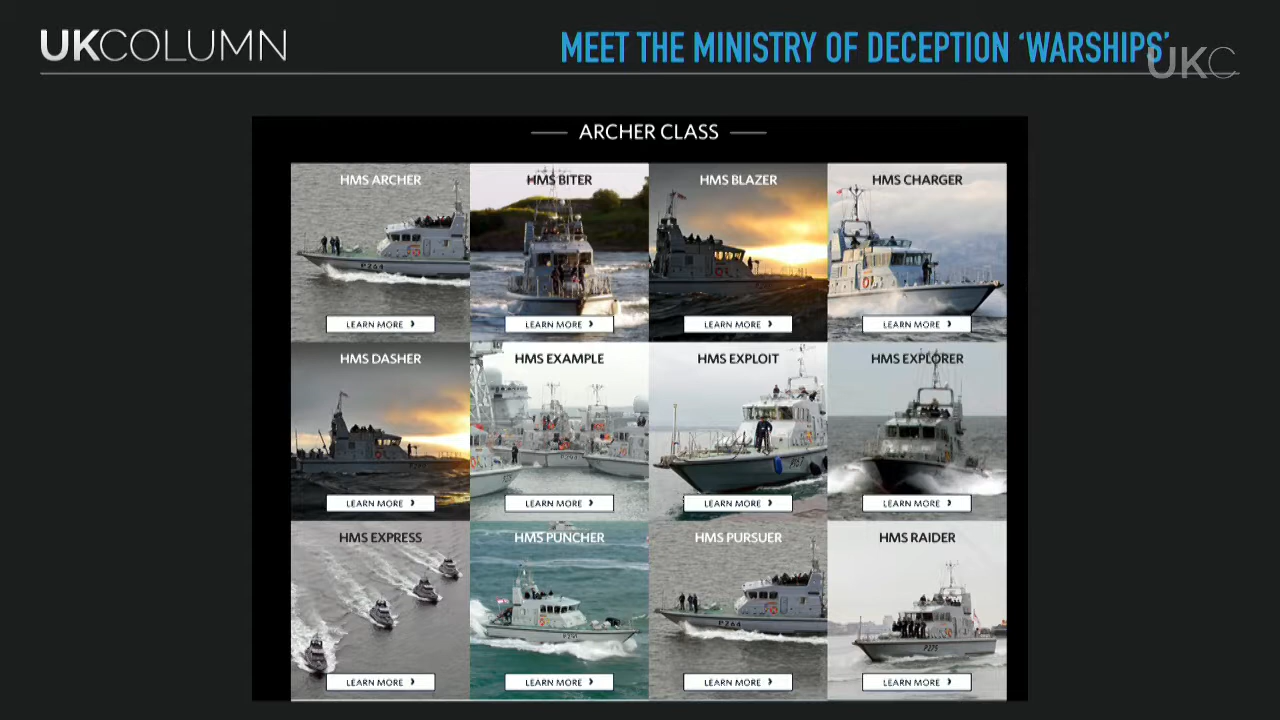 UKCOLUMN
MEET THE MINISTRY OF DECEPTION ‘WARSHIPS’
UKC
ARCHER CLASS
HMS ARCHER
HMS BITER
HMS BLAZER
HMS CHARGER
P264
LEARN MORE
LEARN MORE
LEARN MORE
LEARN MORE
HMS DASHER
HMS EXAMPLE
HMS EXPLOIT
HMS EXPLORER
LEARN MORE
LEARN MORE
LEARN MORE
LEARN MORE
HMS EXPRESS
HMS PUNCHER
HMS PURSUER
HMS RAIDER
P264
P275
LEARN MORE
LEARN MORE
LEARN MORE
LEARN MORE